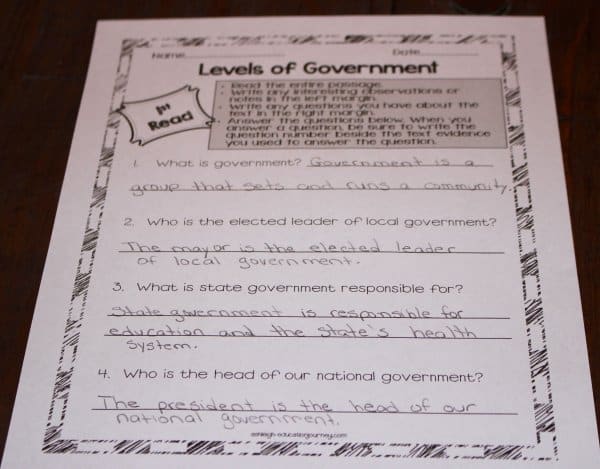 Name
Date
Levels of Government
1st
Read
• Read the entire passage.
• Write any interesting observations or
notes in the left margin.
• Write any questions you have about the
text in the right margin.
• Answer the questions below. When you
answer a question, be sure to write the
question number beside the text evidence
you used to answer the question.
1. What is government? Government is a
group that sets and runs a community.
2. Who is the elected leader of local government?
The mayor is the elected leader
of local government.
3. What is state government responsible for?
State government is responsible for
education and the state's health
system.
4. Who is the head of our national government?
The president is the head of our
national government.
ashleigh-educationjourney.com